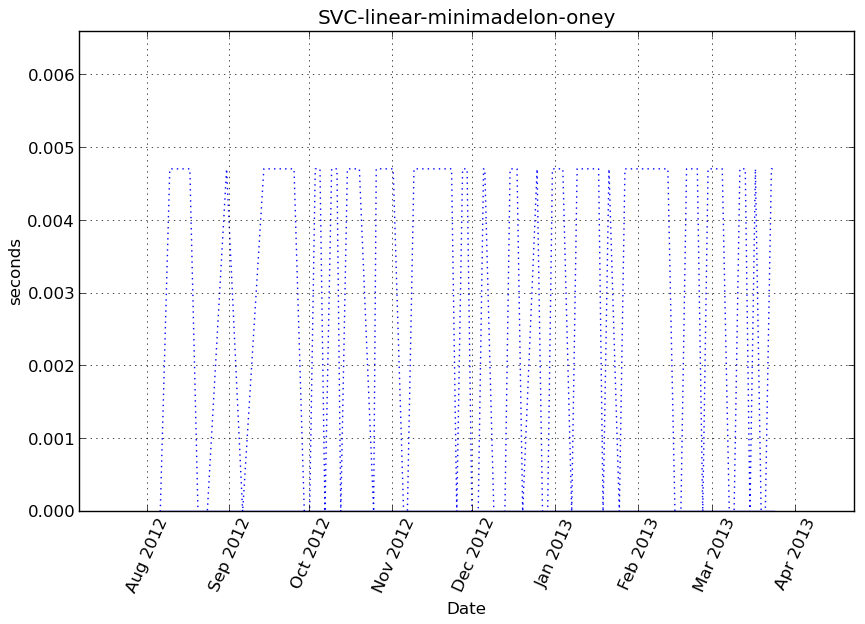 SVC-linear-minimadelon-oney
0.006
0.005
0.004
0.003
0.002
0.001
0.000
seconds
Aug 2012
Sep 2012
Oct 2012
Nov 2012
Dec 2012
Jan 2013
Feb 2013
Mar 2013
Apr 2013
Date